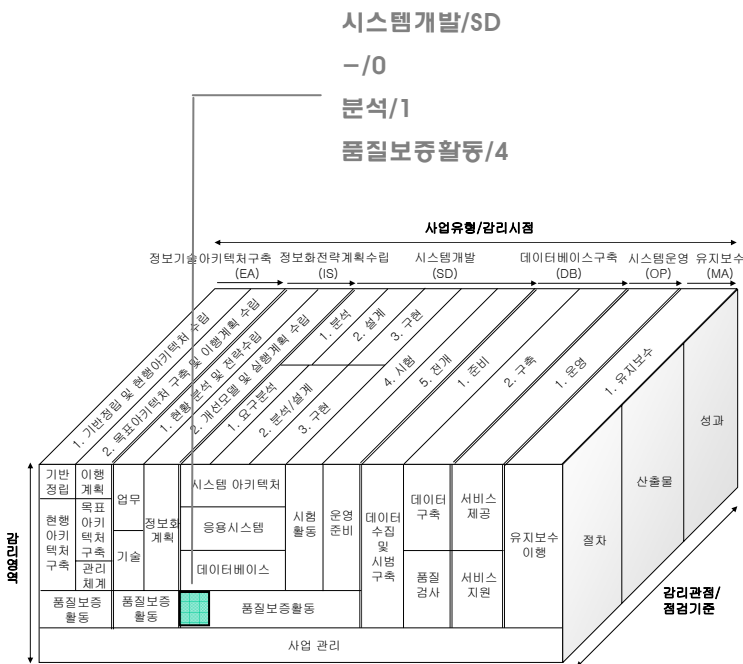 시스템개발/SD
-/0
분석/1
품질보증활동/4
사업유형/감리시점
정보기술아키텍처구축
(EA)
정보화전략계획수립
(IS)
시스템개발
(SD)
데이터베이스구축
(DB)
시스템운영
(OP)
유지보수
(MA)
1. 기반정립 및 현행아키텍처 수립
2. 목표아키텍처 구축 및 이행계획 수립
1. 현황 분석 및 전략수립
2. 개선모델 및 실행계획 수립
1. 분석
2. 설계
3. 구현
1. 요구분석
2. 분석/설계
3. 구현
4. 시험
5. 전개
1. 준비
2. 구축
1. 운영
1. 유지보수
감리영역
기반
정립
이행
계획
현행
아키
텍처
구축
목표
아키
텍처
구축
관리
체계
업무
기술
정보화
계획
시스템 아키텍처
응용시스템
데이터베이스
시험
활동
운영
준비
데이터
수집
및
시범
구축
데이터
구축
품질
검사
서비스
제공
서비스
지원
유지보수
이행
절차
산출물
성과
품질보증
활동
품질보증
활동
품질보증활동
사업 관리
감리관점/
점검기준